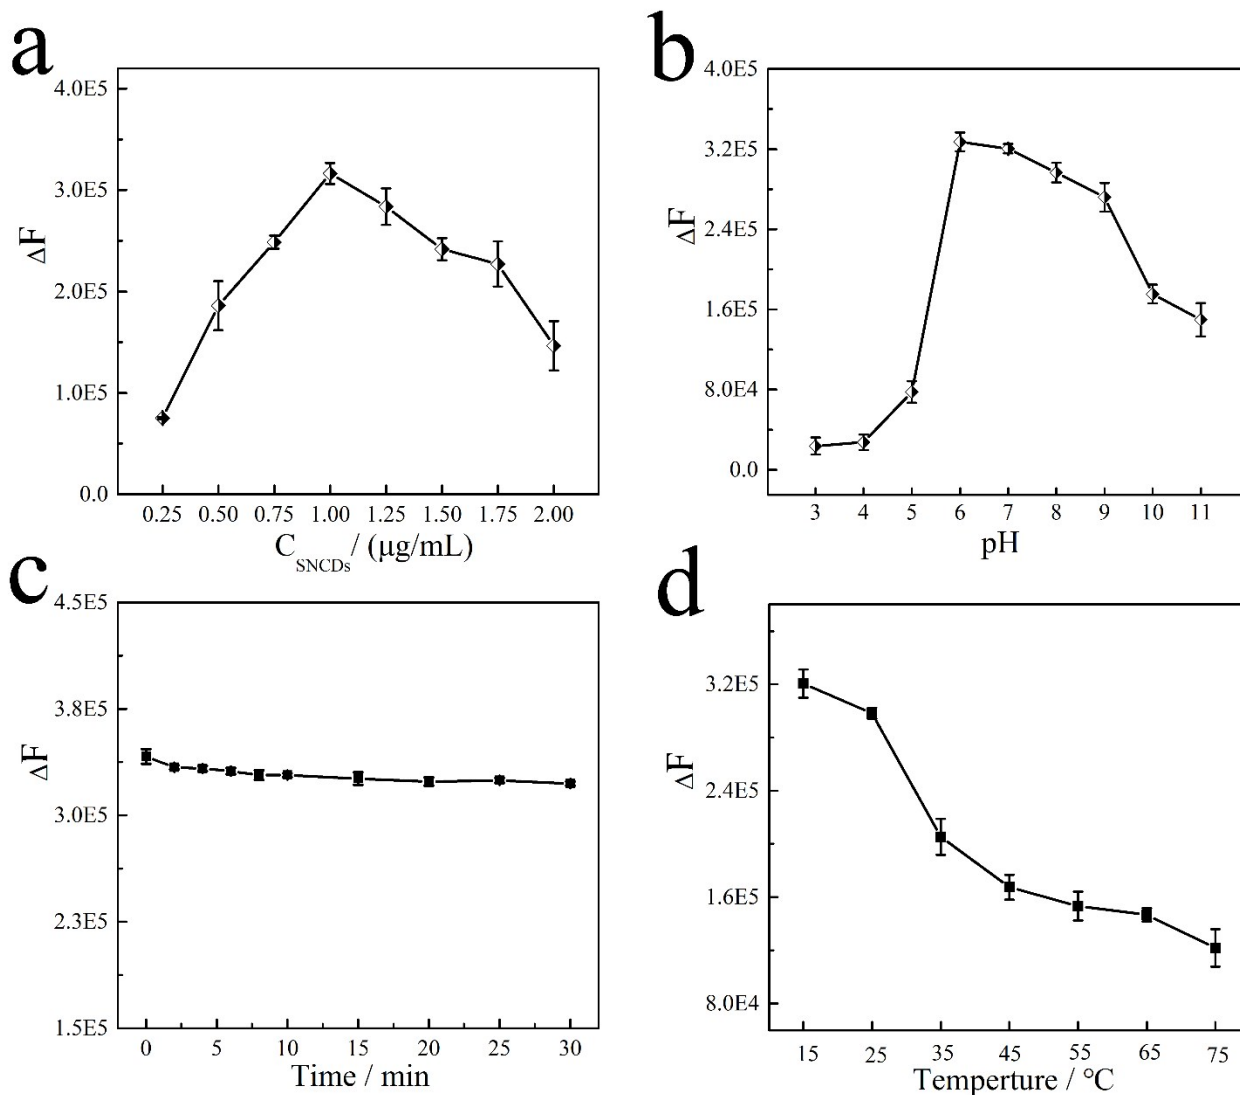 a
4.0E5
3.0E5
2.0E5
1.0E5
0.0
ΔF
0.25 0.50 0.75 1.00 1.25 1.50 1.75 2.00
C SNCDs / (μg/mL)
b
4.0E5
3.2E5
2.4E5
1.6E5
8.0E4
0.0
ΔF
3 4 5 6 7 8 9 10 11
pH
c
4.5E5
3.8E5
3.0E5
2.3E5
1.5E5
ΔF
0 5 10 15 20 25 30
Time / min
d
3.2E5
2.4E5
1.6E5
8.0E4
ΔF
15 25 35 45 55 65 75
Temperture / °C